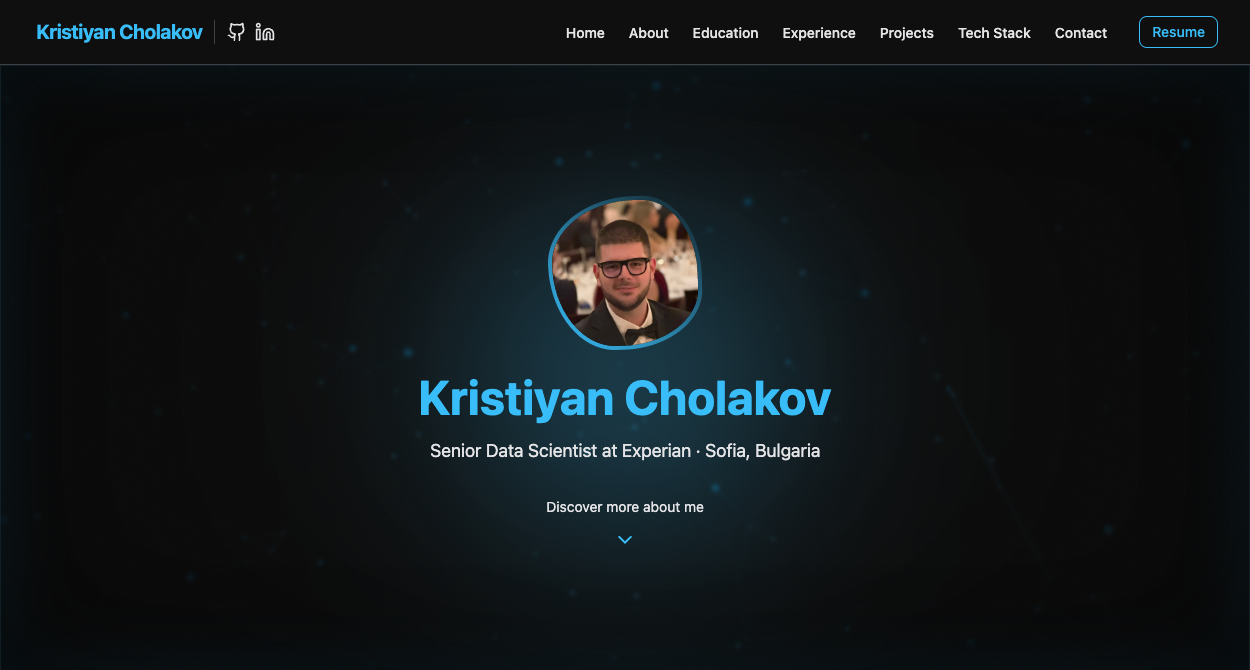 Kristiyan Cholakov
Home About Education Experience Projects Tech Stack Contact Resume
Kristiyan Cholakov
Senior Data Scientist at Experian · Sofia, Bulgaria
Discover more about me